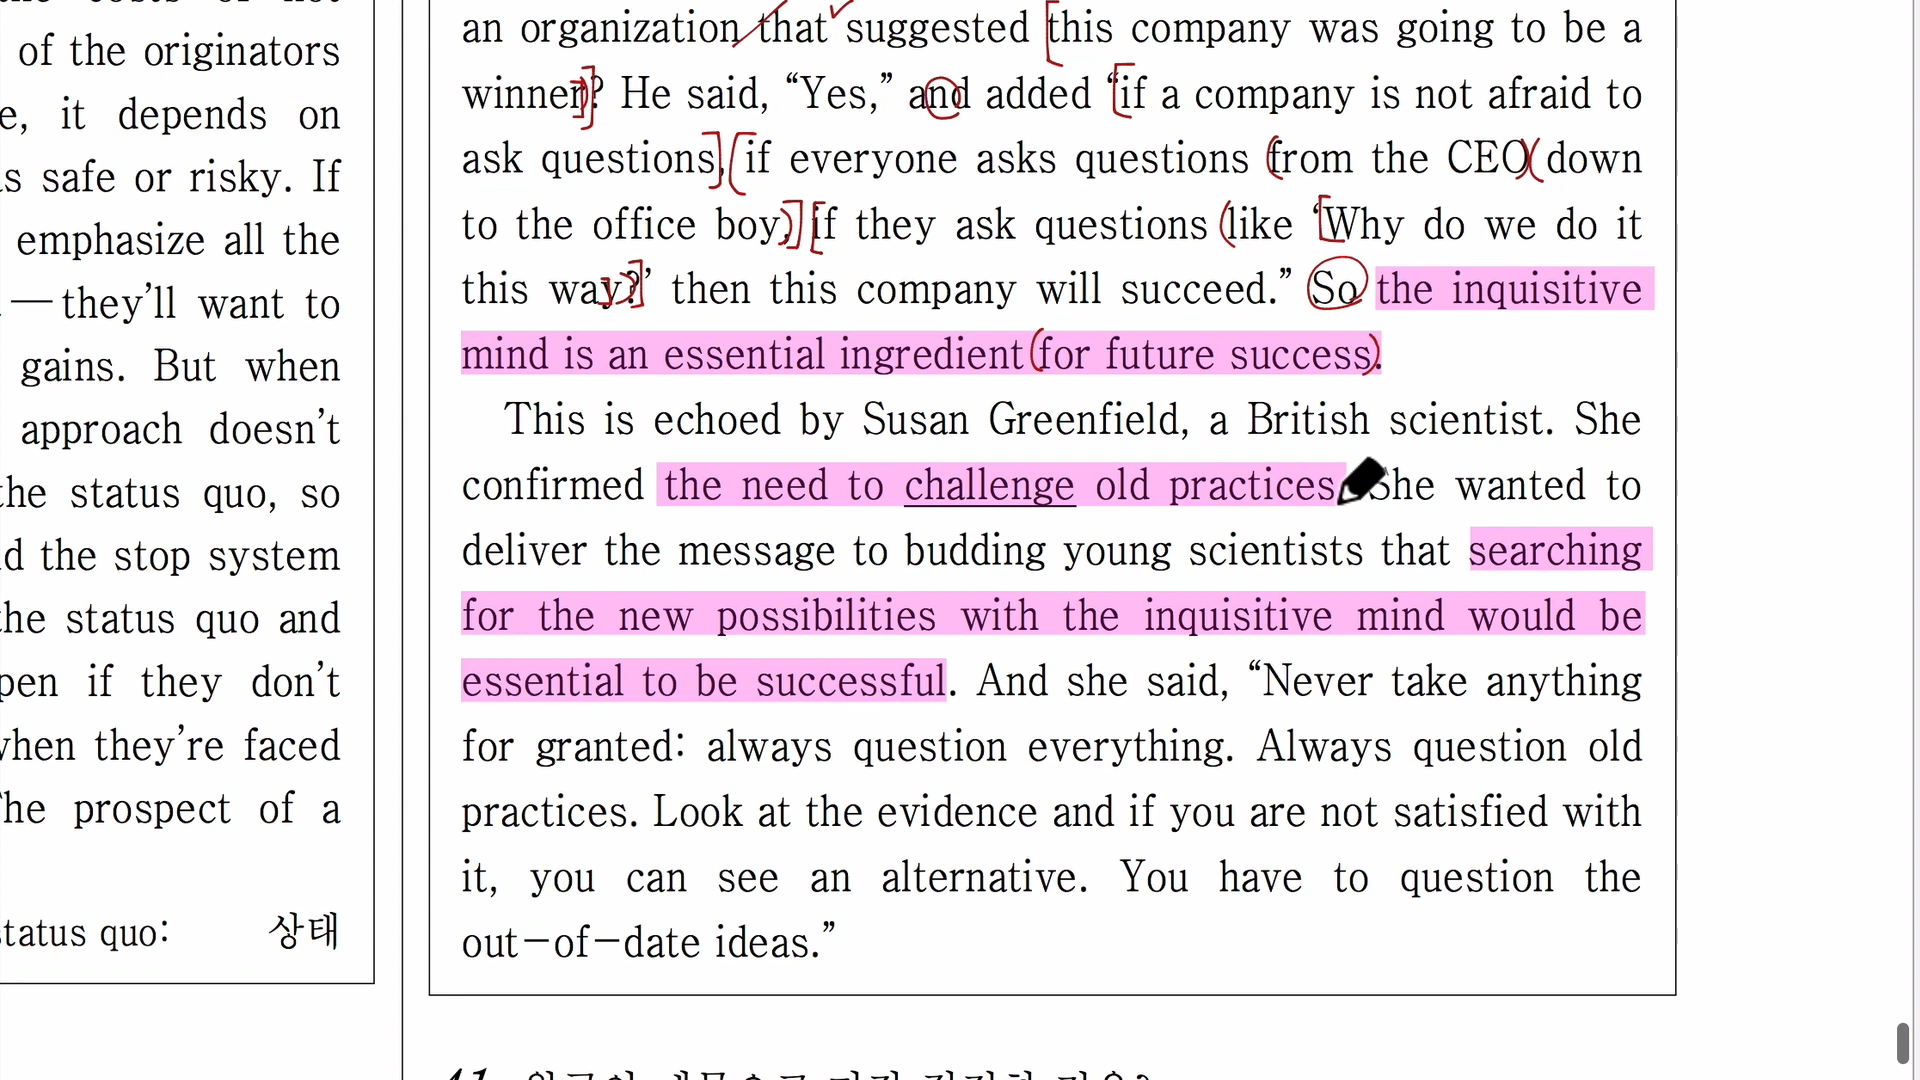 of the originators
it depends on
safe or risky. If
emphasize all the
— they'll want to
gains. But when
approach doesn't
the status quo, so
the stop system
the status quo and
if they don't
when they're faced
The prospect of a
status quo: 상태
an organization that suggested this company was going to be a
winner? He said, “Yes,” and added “if a company is not afraid to
ask questions, if everyone asks questions from the CEO down
to the office boy, if they ask questions like ‘Why do we do it
this way?’ then this company will succeed.” So the inquisitive
mind is an essential ingredient for future success.
This is echoed by Susan Greenfield, a British scientist. She
confirmed the need to challenge old practices She wanted to
deliver the message to budding young scientists that searching
for the new possibilities with the inquisitive mind would be
essential to be successful. And she said, “Never take anything
for granted: always question everything. Always question old
practices. Look at the evidence and if you are not satisfied with
it, you can see an alternative. You have to question the
out-of-date ideas.”